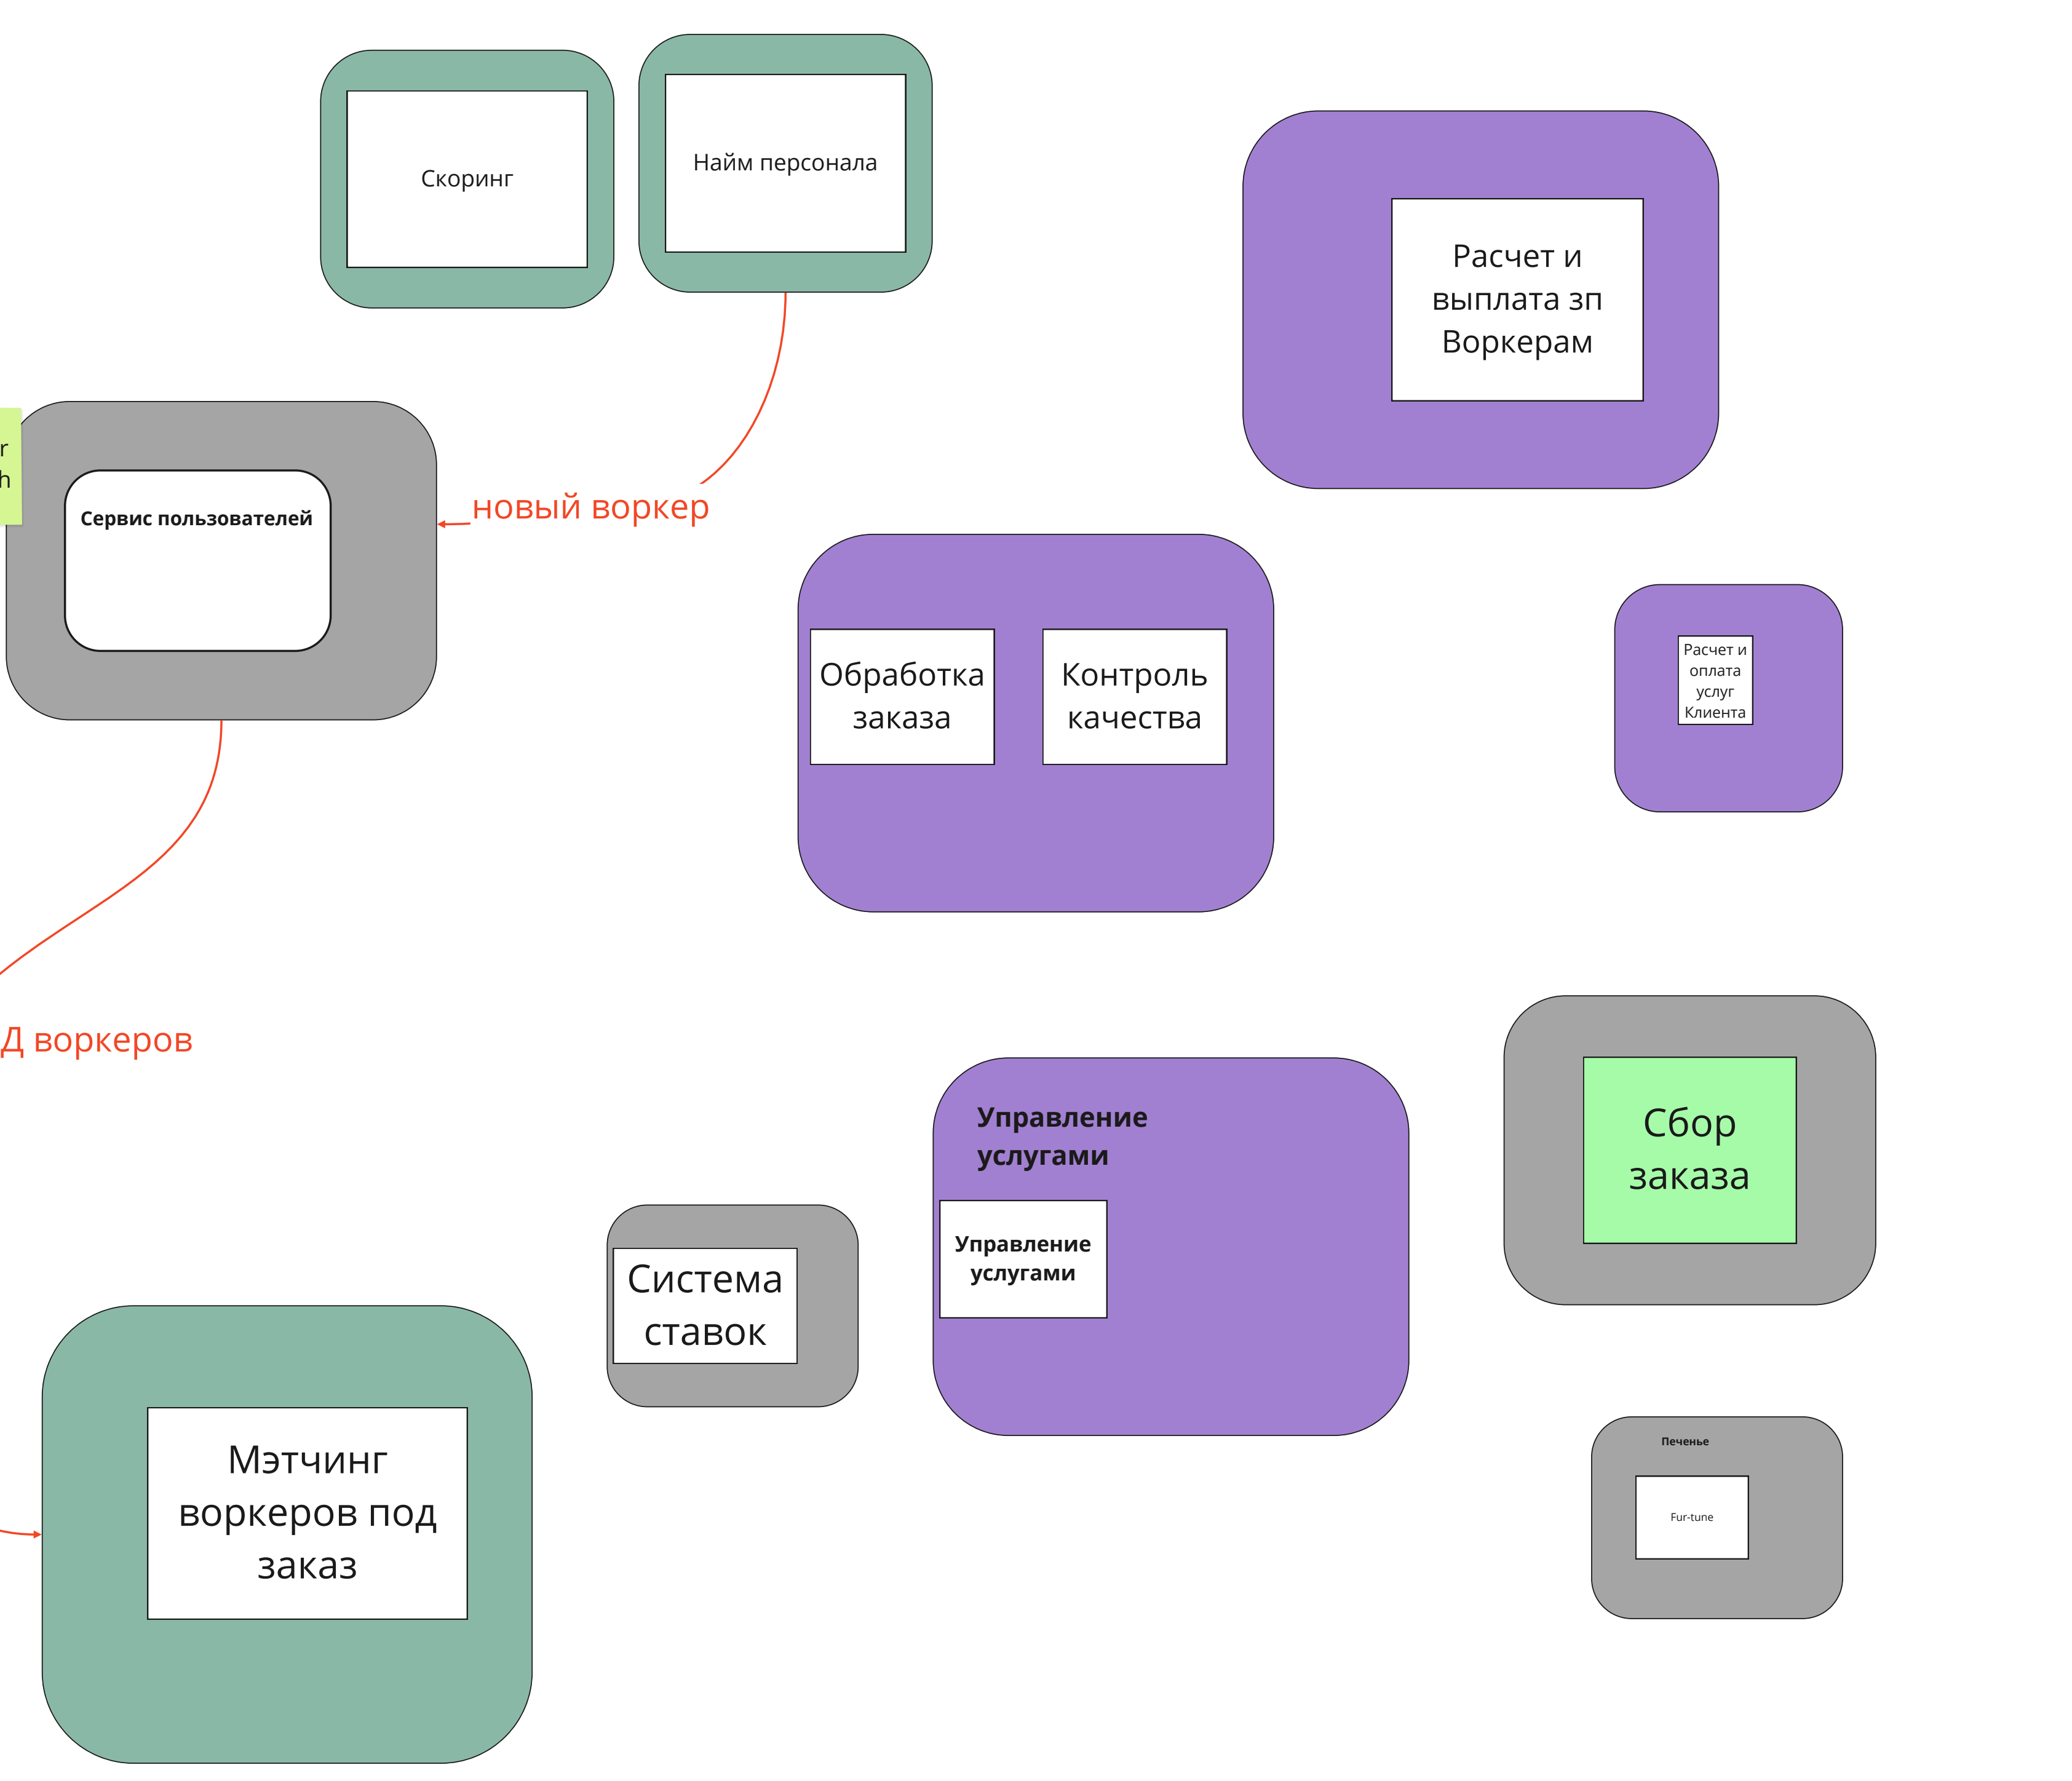 Скоринг
Найм персонала
Расчет и
выплата зп
Воркерам
r
h
Сервис пользователей
новый воркер
Обработка
заказа
Контроль
качества
Расчет и
оплата
услуг
Клиента
Д воркеров
Управление
услугами
Управление
услугами
Сбор
заказа
Система
ставок
Мэтчинг
воркеров под
заказ
Печенье
Fur-tune